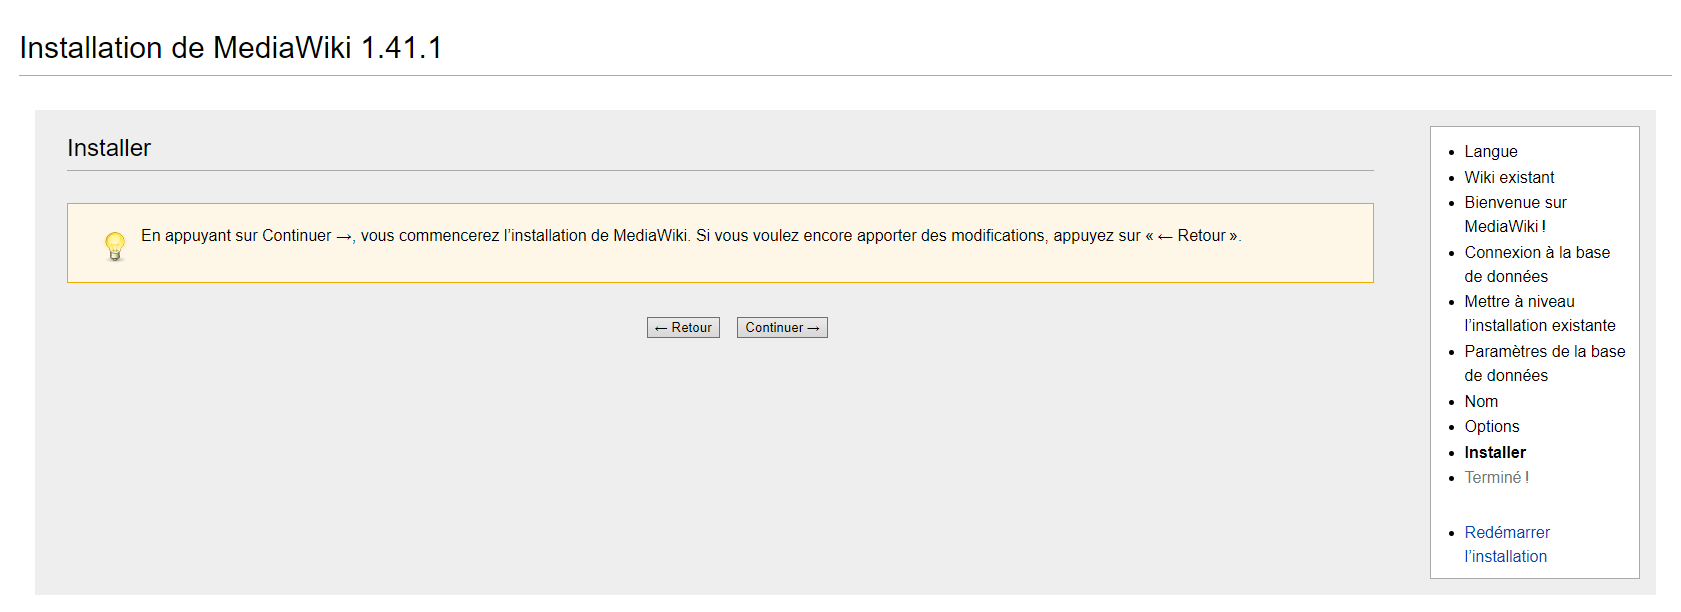 Installation de MediaWiki 1.41.1
Installer
En appuyant sur Continuer →, vous commencerez l’installation de MediaWiki. Si vous voulez encore apporter des modifications, appuyez sur « ← Retour ».
← Retour
Continuer →
Langue
Wiki existant
Bienvenue sur
MediaWiki !
Connexion à la base
de données
Mettre à niveau
l’installation existante
Paramètres de la base
de données
Nom
Options
Installer
Terminé !
Redémarrer
l’installation